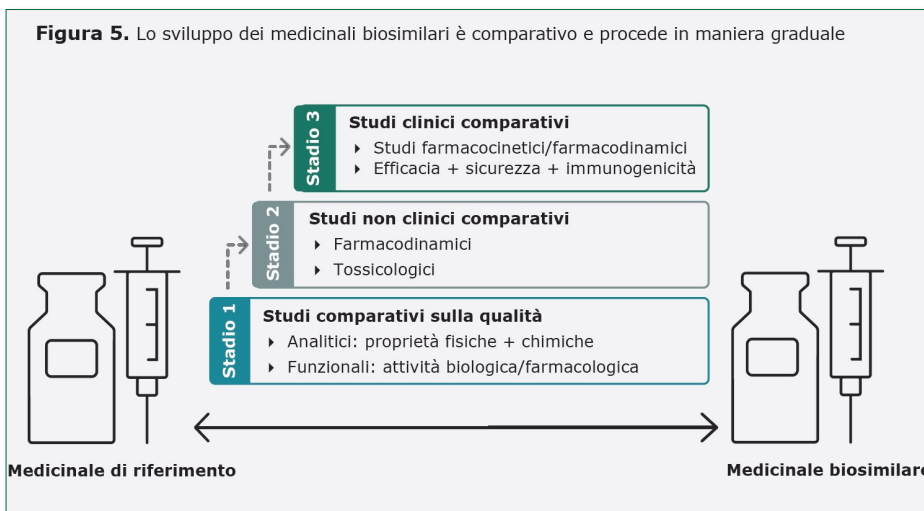 Figura 5. Lo sviluppo dei medicinali biosimilari è comparativo e procede in maniera graduale
Stadio 3
Studi clinici comparativi
Studi farmacocinetici/farmacodinamici
Efficacia + sicurezza + immunogenicità
Stadio 2
Studi non clinici comparativi
Farmacodinamici
Tossicologici
Stadio 1
Studi comparativi sulla qualità
Analitici: proprietà fisiche + chimiche
Funzionali: attività biologica/farmacologica
Medicinale di riferimento
Medicinale biosimilare